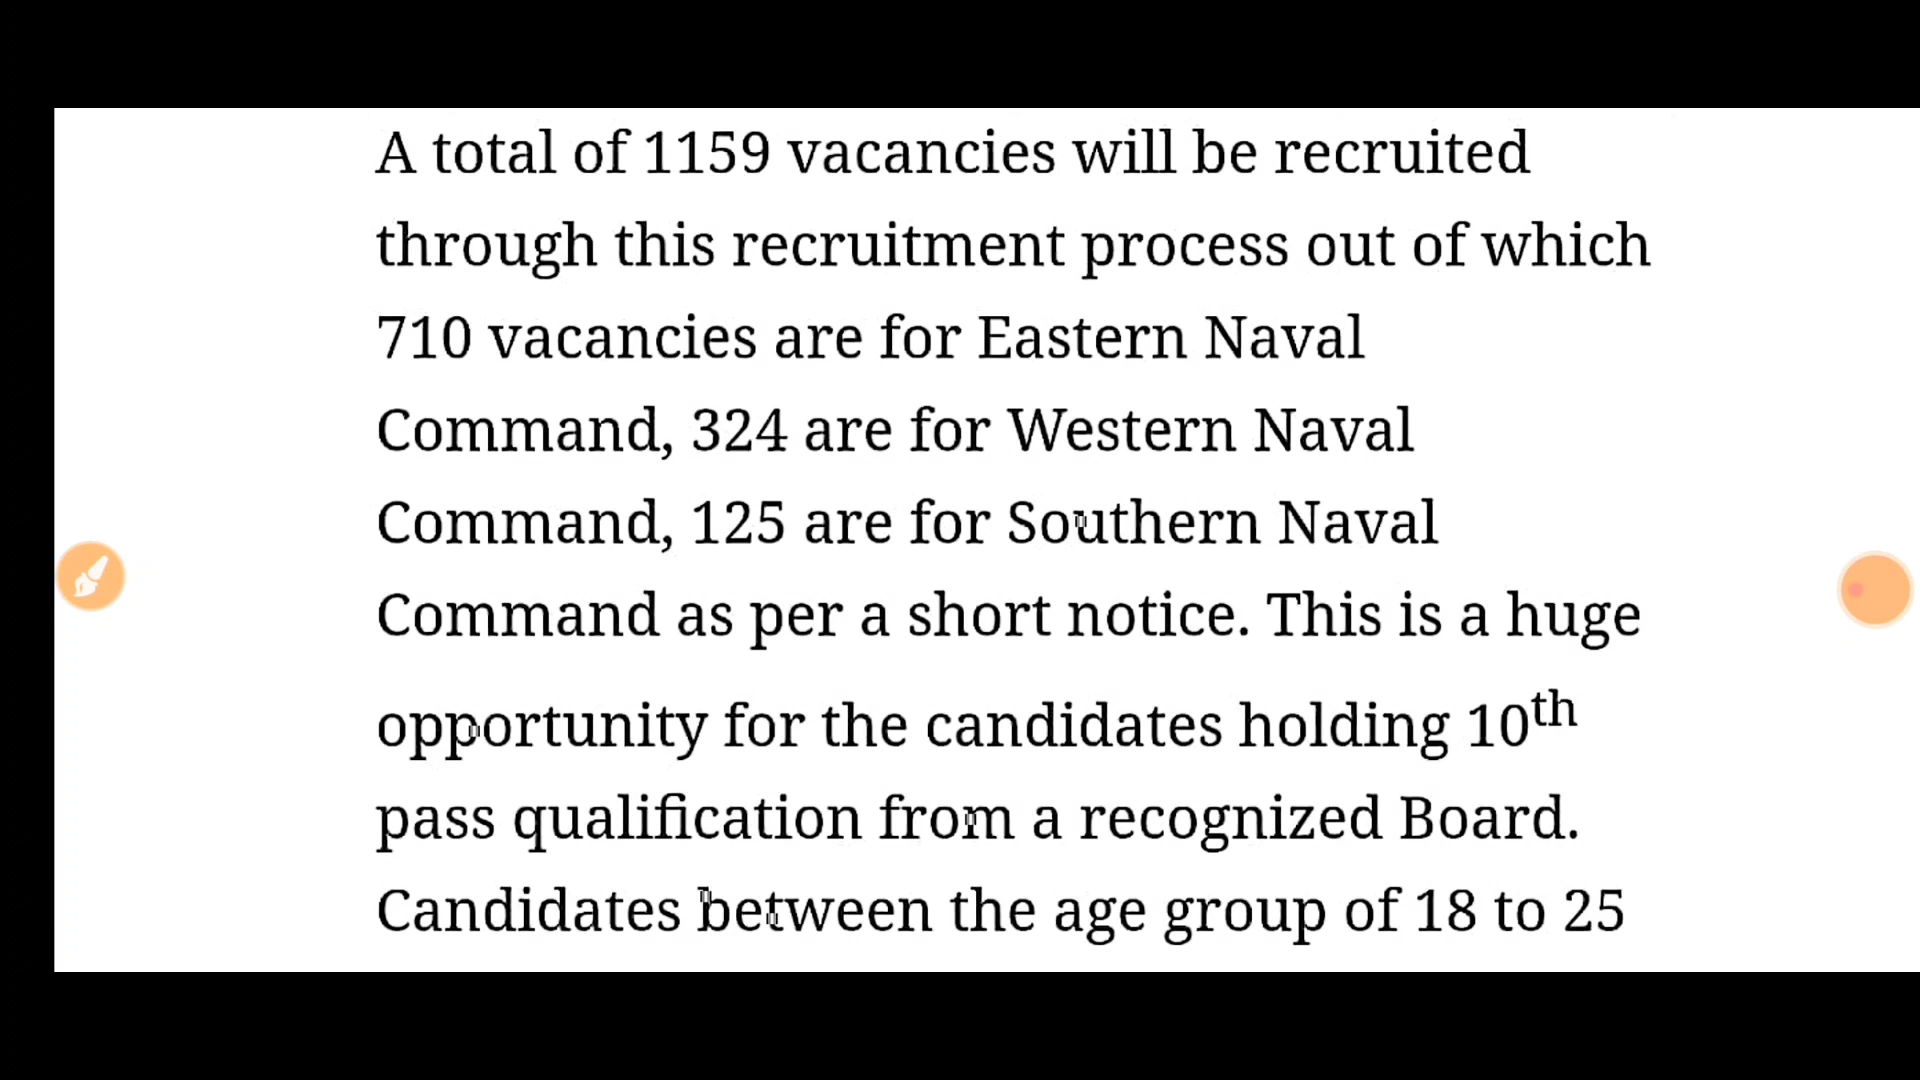 A total of 1159 vacancies will be recruited
through this recruitment process out of which
710 vacancies are for Eastern Naval
Command, 324 are for Western Naval
Command, 125 are for Southern Naval
Command as per a short notice. This is a huge
opportunity for the candidates holding 10th
pass qualification from a recognized Board.
Candidates between the age group of 18 to 25